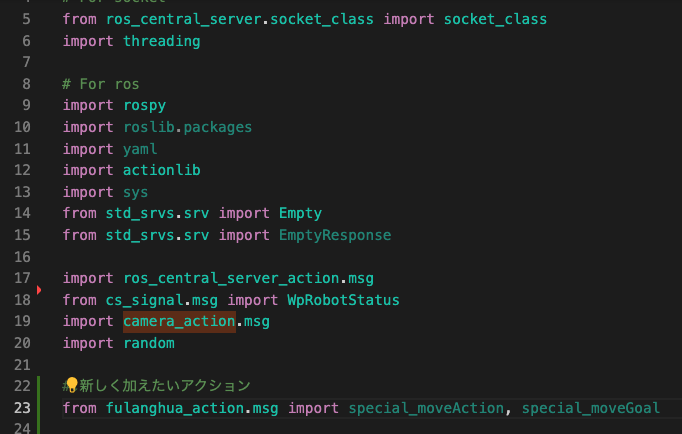 5 from ros_central_server.socket_class import socket_class
6 import threading
7
8 # For ros
9 import rospy
10 import roslib.packages
11 import yaml
12 import actionlib
13 import sys
14 from std_srvs.srv import Empty
15 from std_srvs.srv import EmptyResponse
16
17 import ros_central_server_action.msg
18 from cs_signal.msg import WpRobotStatus
19 import camera_action.msg
20 import random
21
22 # 新しく加えたいアクション
23 from fulanghua_action.msg import special_moveAction, special_moveGoal
24